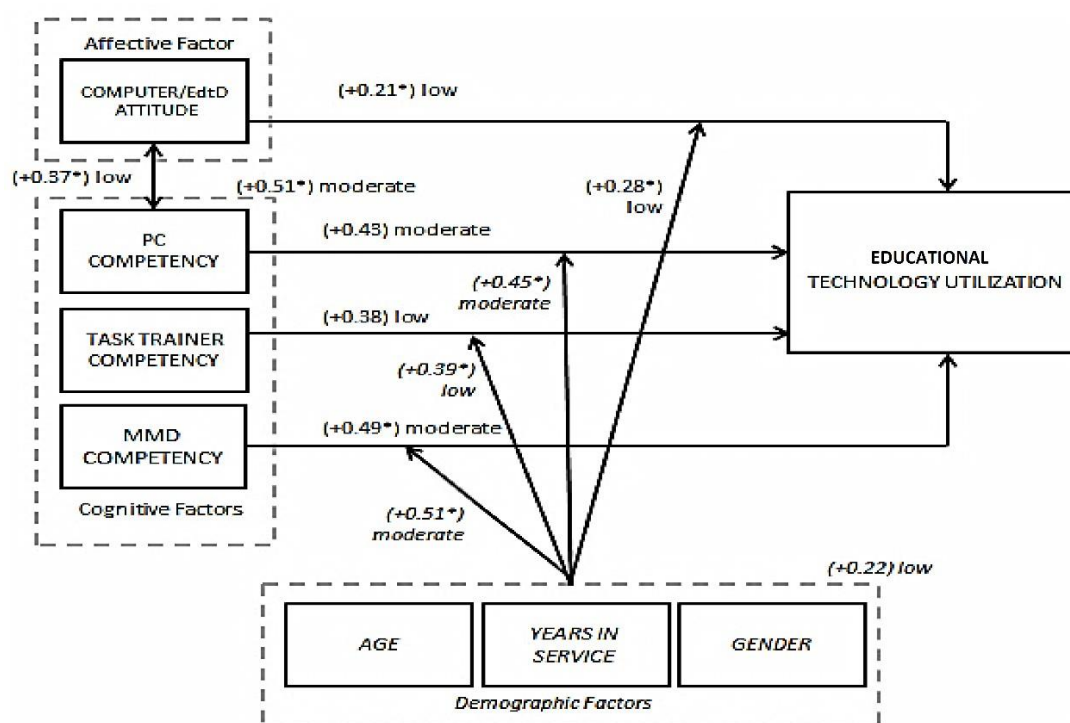 Affective Factor
COMPUTER/EdtD
ATTITUDE
(+0.21*) low
(+0.37*) low
(+0.51*) moderate
(+0.28*)
low
PC
COMPETENCY
(+0.43) moderate
(+0.45*)
moderate
EDUCATIONAL
TECHNOLOGY UTILIZATION
TASK TRAINER
COMPETENCY
(+0.38) low
(+0.39*)
low
MMD
COMPETENCY
(+0.49*) moderate
Cognitive Factors
(+0.51*)
moderate
(+0.22) low
AGE
YEARS IN
SERVICE
GENDER
Demographic Factors